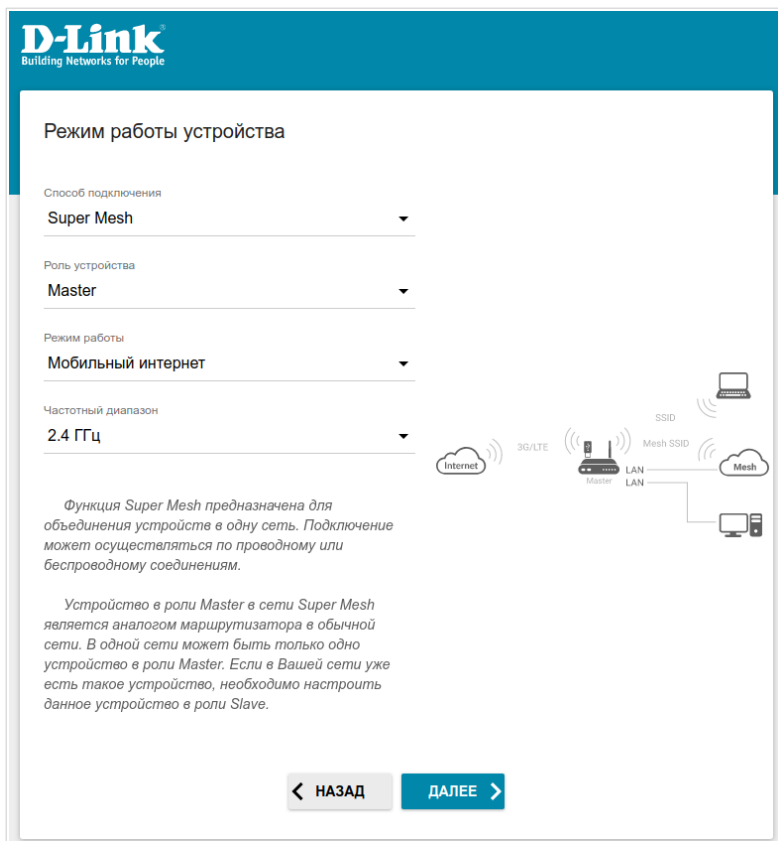 D-Link
Building Networks for People
Режим работы устройства
Способ подключения
Super Mesh
Роль устройства
Master
Режим работы
Мобильный интернет
Частотный диапазон
2.4 ГГц
SSID
3G/LTE
Mesh SSID
Internet
LAN
Mesh
Master
LAN
Функция Super Mesh предназначена для
объединения устройств в одну сеть. Подключение
может осуществляться по проводному или
беспроводному соединениям.
Устройство в роли Master в сети Super Mesh
является аналогом маршрутизатора в обычной
сети. В одной сети может быть только одно
устройство в роли Master. Если в Вашей сети уже
есть такое устройство, необходимо настроить
данное устройство в роли Slave.
НАЗАД
ДАЛЕЕ